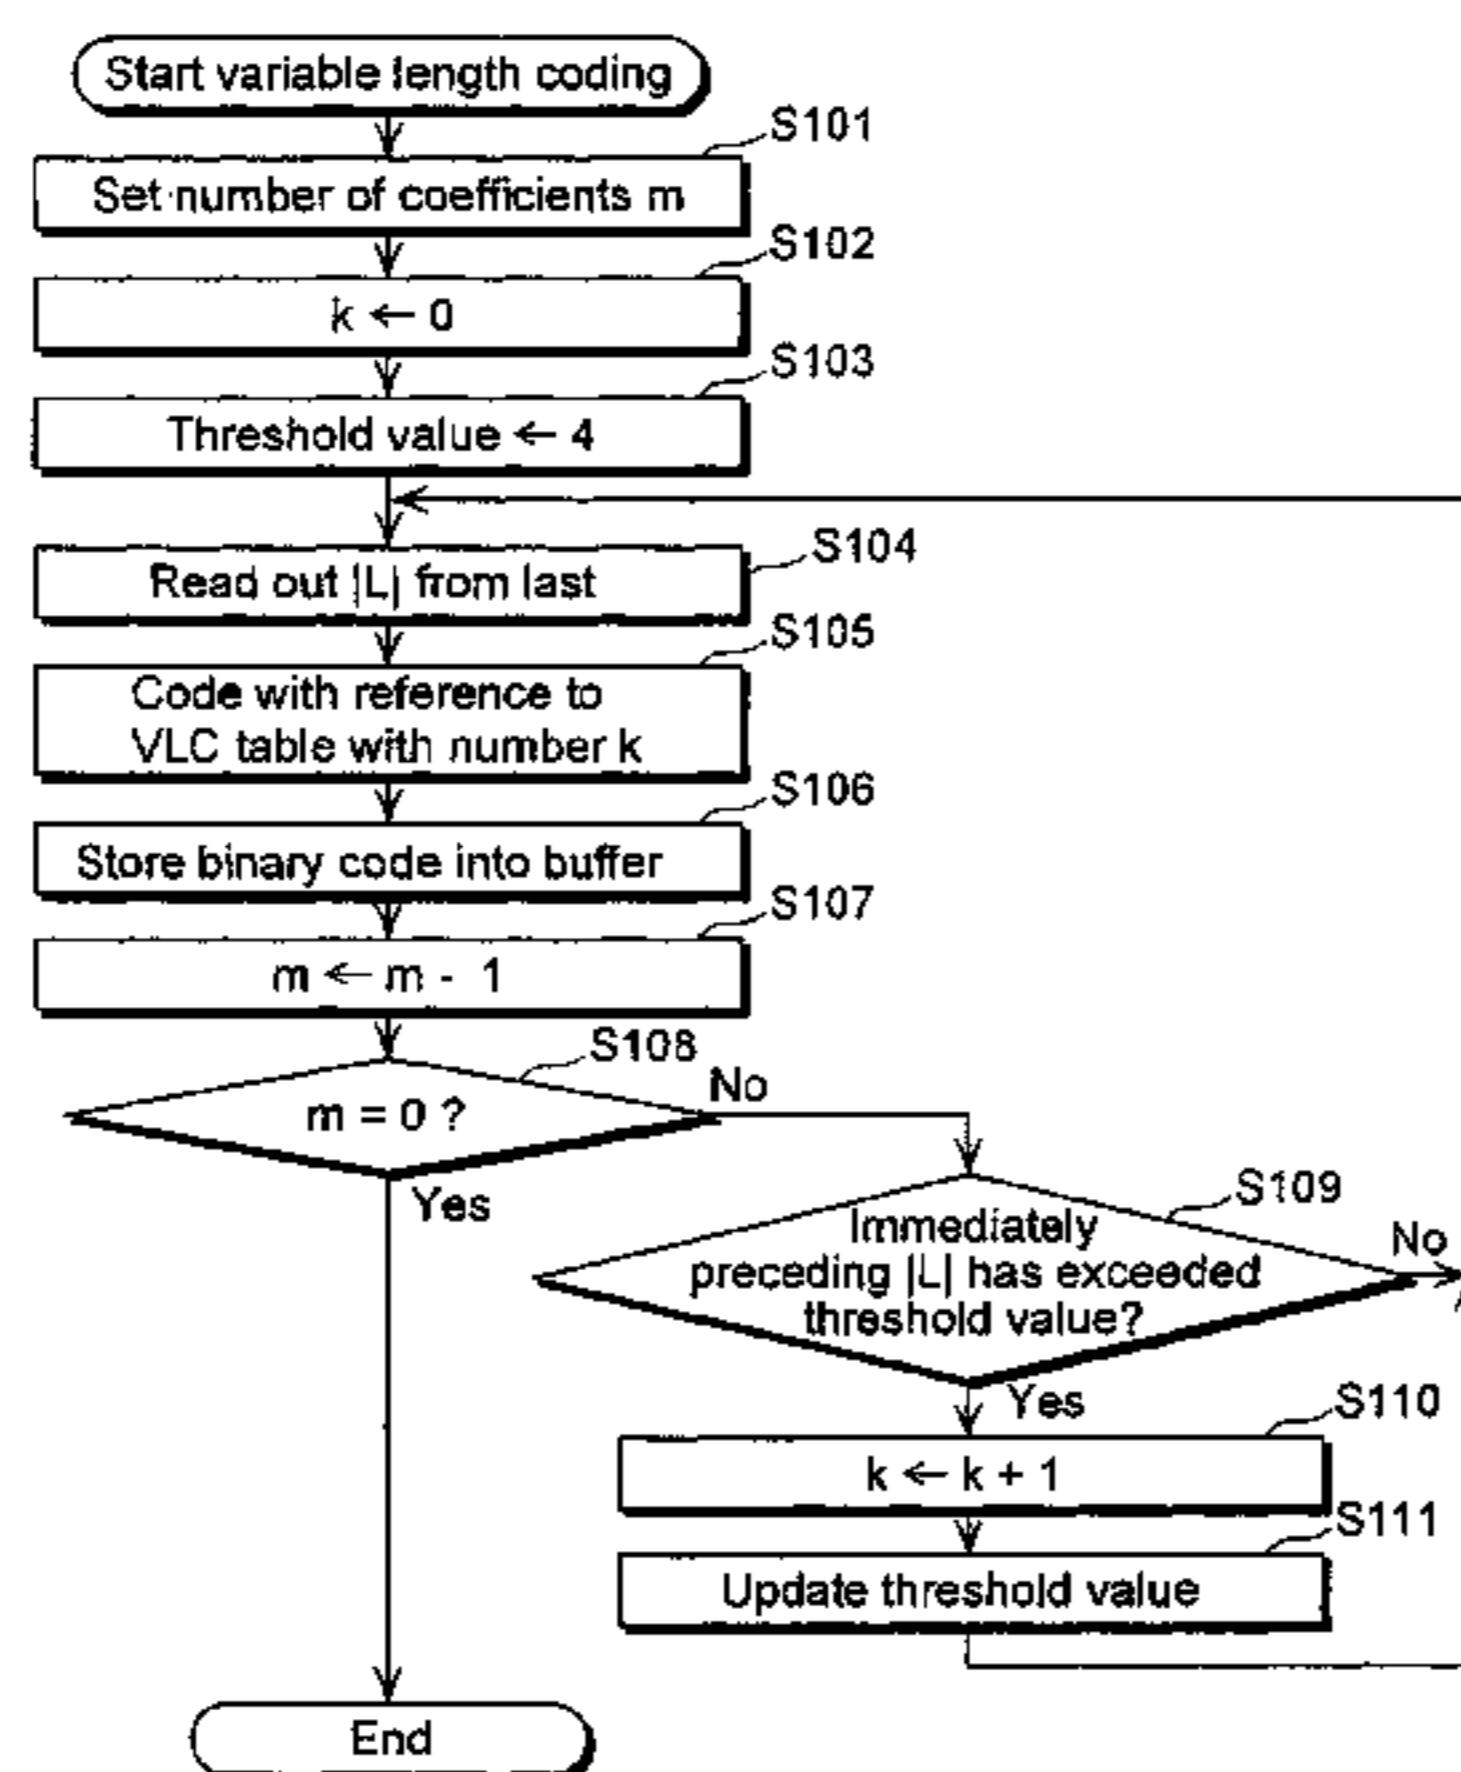 Start variable length coding
S101
Set number of coefficients m
S102
k ← 0
S103
Threshold value ← 4
S104
Read out |L| from last
S105
Code with reference to
VLC table with number k
S106
Store binary code into buffer
S107
m ← m - 1
S108
m = 0 ?
No
Yes
S109
Immediately
preceding |L| has exceeded
threshold value?
No
Yes
S110
k ← k + 1
S111
Update threshold value
End